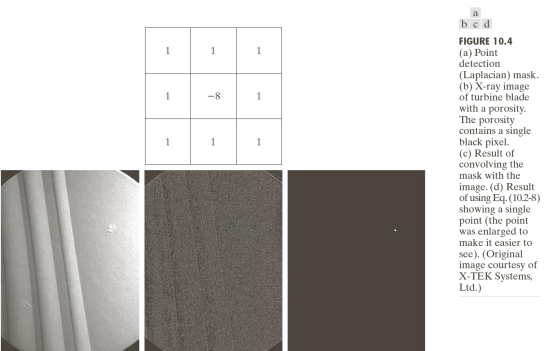 a
b c d
FIGURE 10.4
(a) Point
detection
(Laplacian) mask.
(b) X-ray image
of turbine blade
with a porosity.
The porosity
contains a single
black pixel.
(c) Result of
convolving the
mask with the
image. (d) Result
of using Eq. (10.2-8)
showing a single
point (the point
was enlarged to
make it easier to
see). (Original
image courtesy of
X-TEK Systems,
Ltd.)
1 1 1
1 −8 1
1 1 1